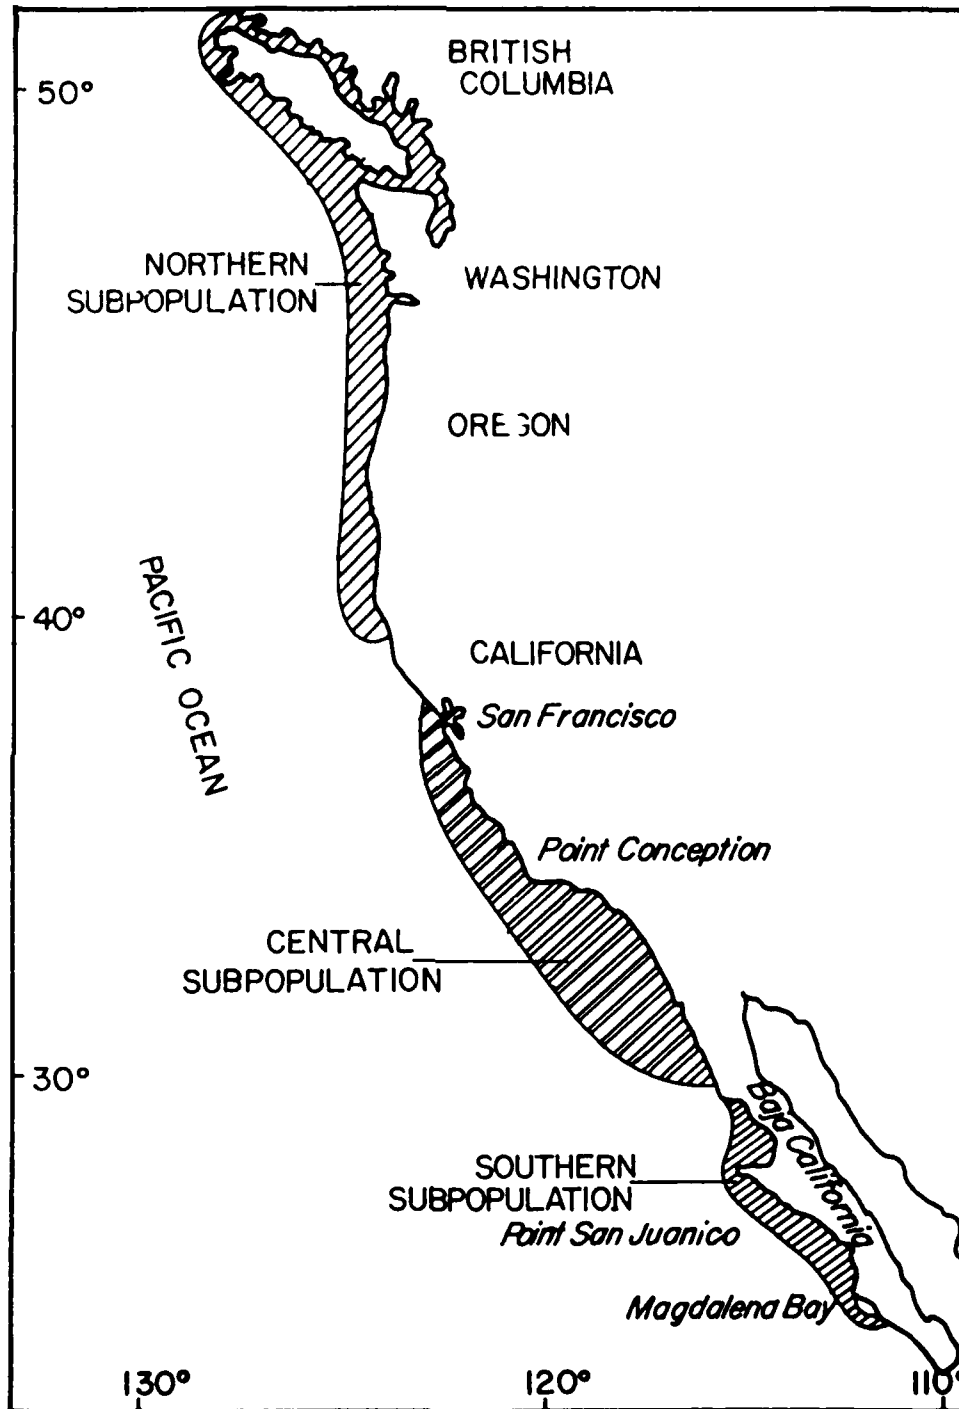 BRITISH
COLUMBIA
50°
NORTHERN
SUBPOPULATION
WASHINGTON
OREGON
PACIFIC OCEAN
40°
CALIFORNIA
San Francisco
Point Conception
CENTRAL
SUBPOPULATION
30°
Baja California
SOUTHERN
SUBPOPULATION
Point San Juanico
Magdalena Bay
130°
120°
110°